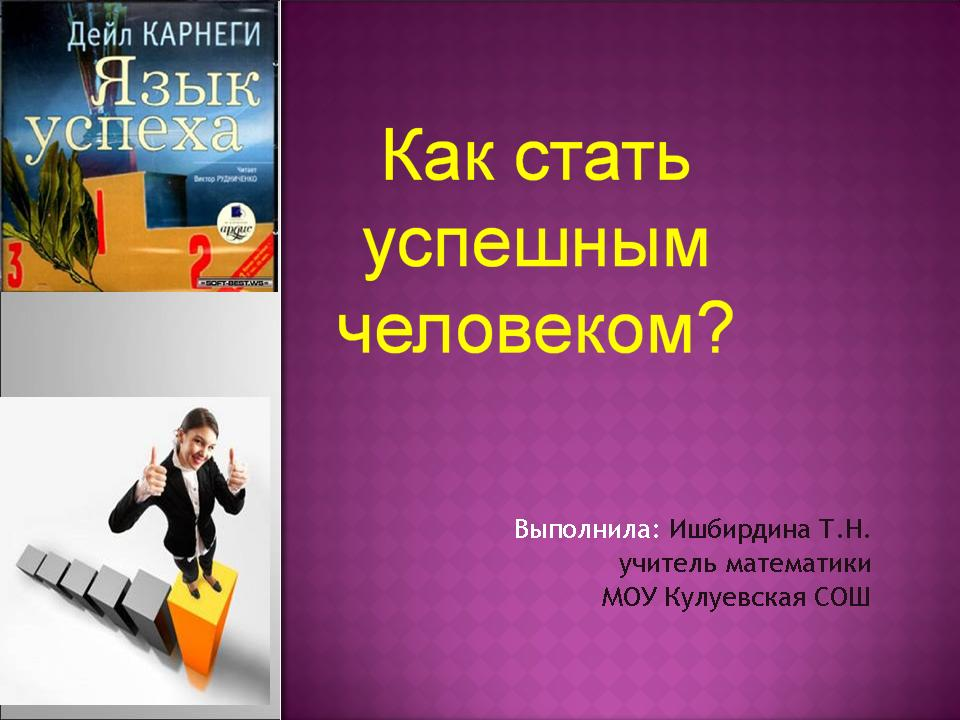 Дейл КАРНЕГИ
Язык
успеха
Читает
Виктор РУДНИЧЕНКО
ардис
1
2
3
SOFT-BEST.WS
Как стать
успешным
человеком?
Выполнила: Ишбирдина Т.Н.
учитель математики
МОУ Кулуевская СОШ